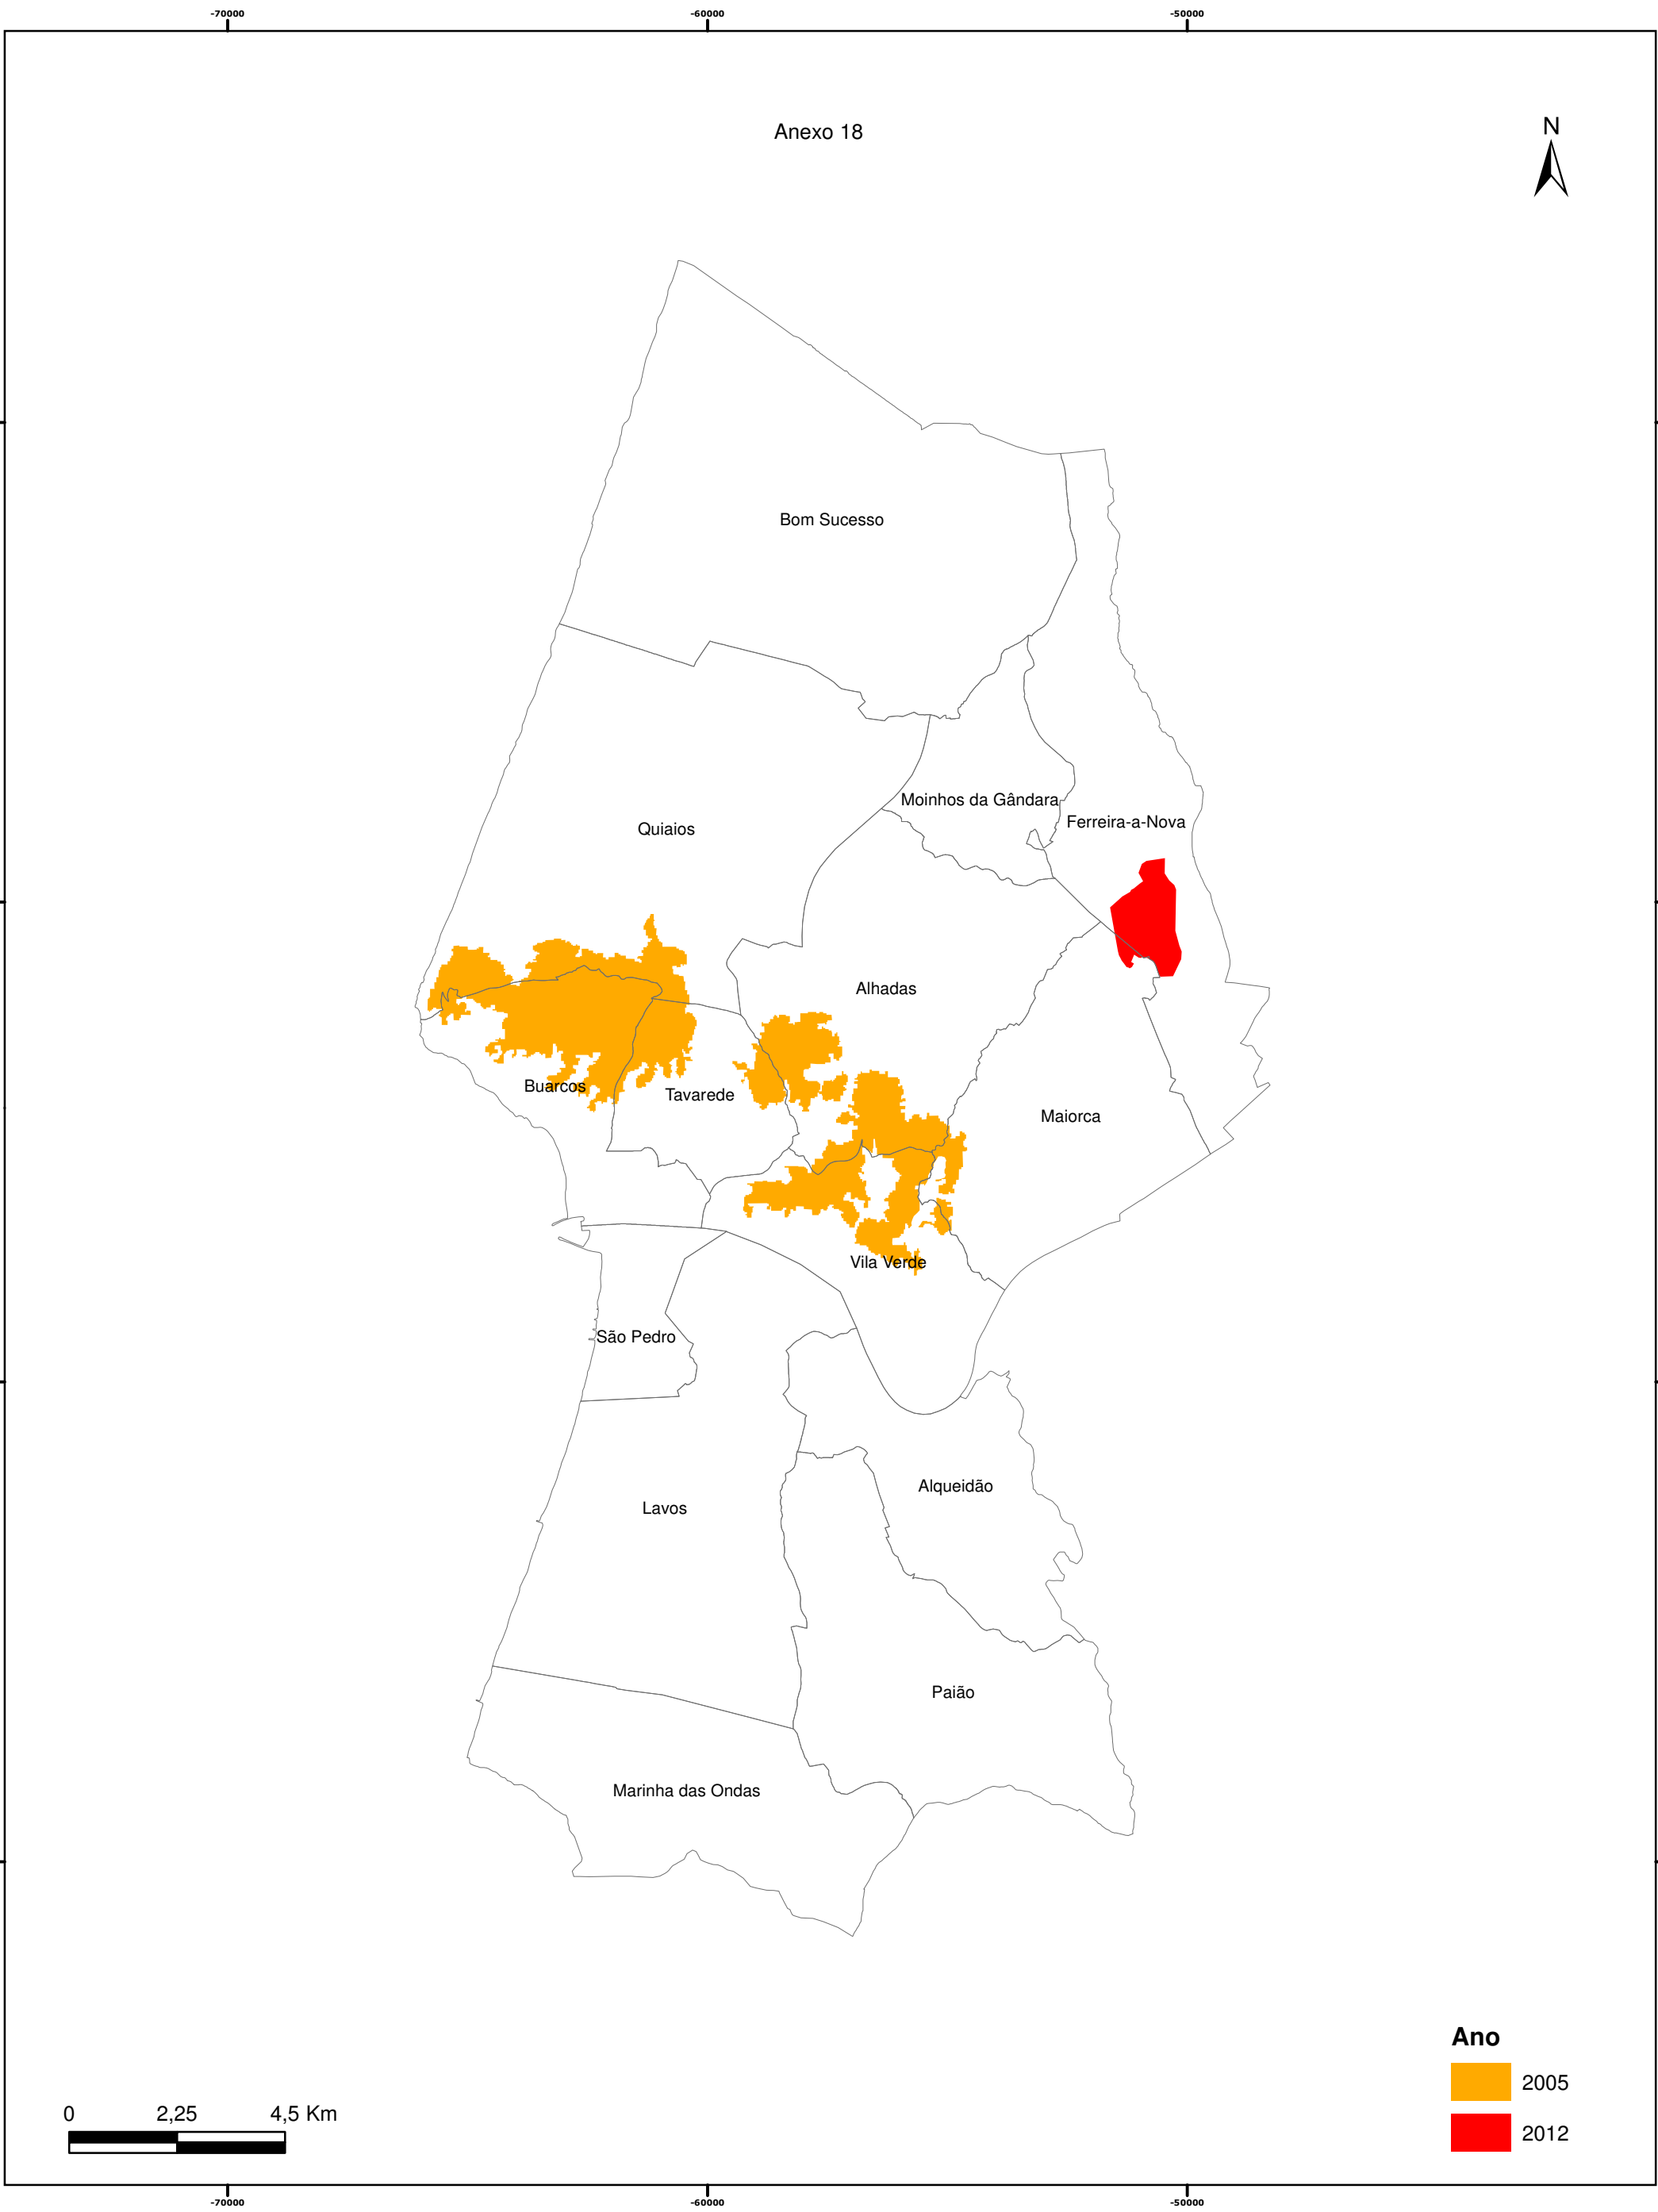 -70000
-60000
-50000
Anexo 18
N
Bom Sucesso
Moinhos da Gândara
Ferreira-a-Nova
Quiaios
Alhadas
Buarcos
Tavarede
Maiorca
Vila Verde
São Pedro
Alqueidão
Lavos
Paião
Marinha das Ondas
Ano
2005
2012
0
2,25
4,5 Km
-70000
-60000
-50000